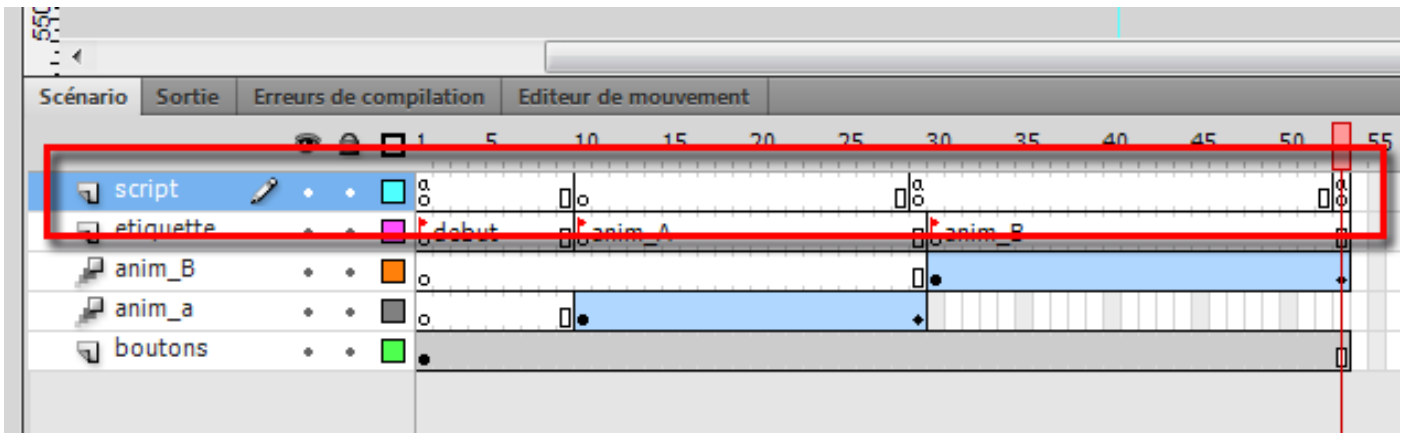 550
Scénario Sortie Erreurs de compilation Editeur de mouvement
1 5 10 15 20 25 30 35 40 45 50 55
script a a a
etiquette debut anim_A anim_B
anim_B
anim_a
boutons